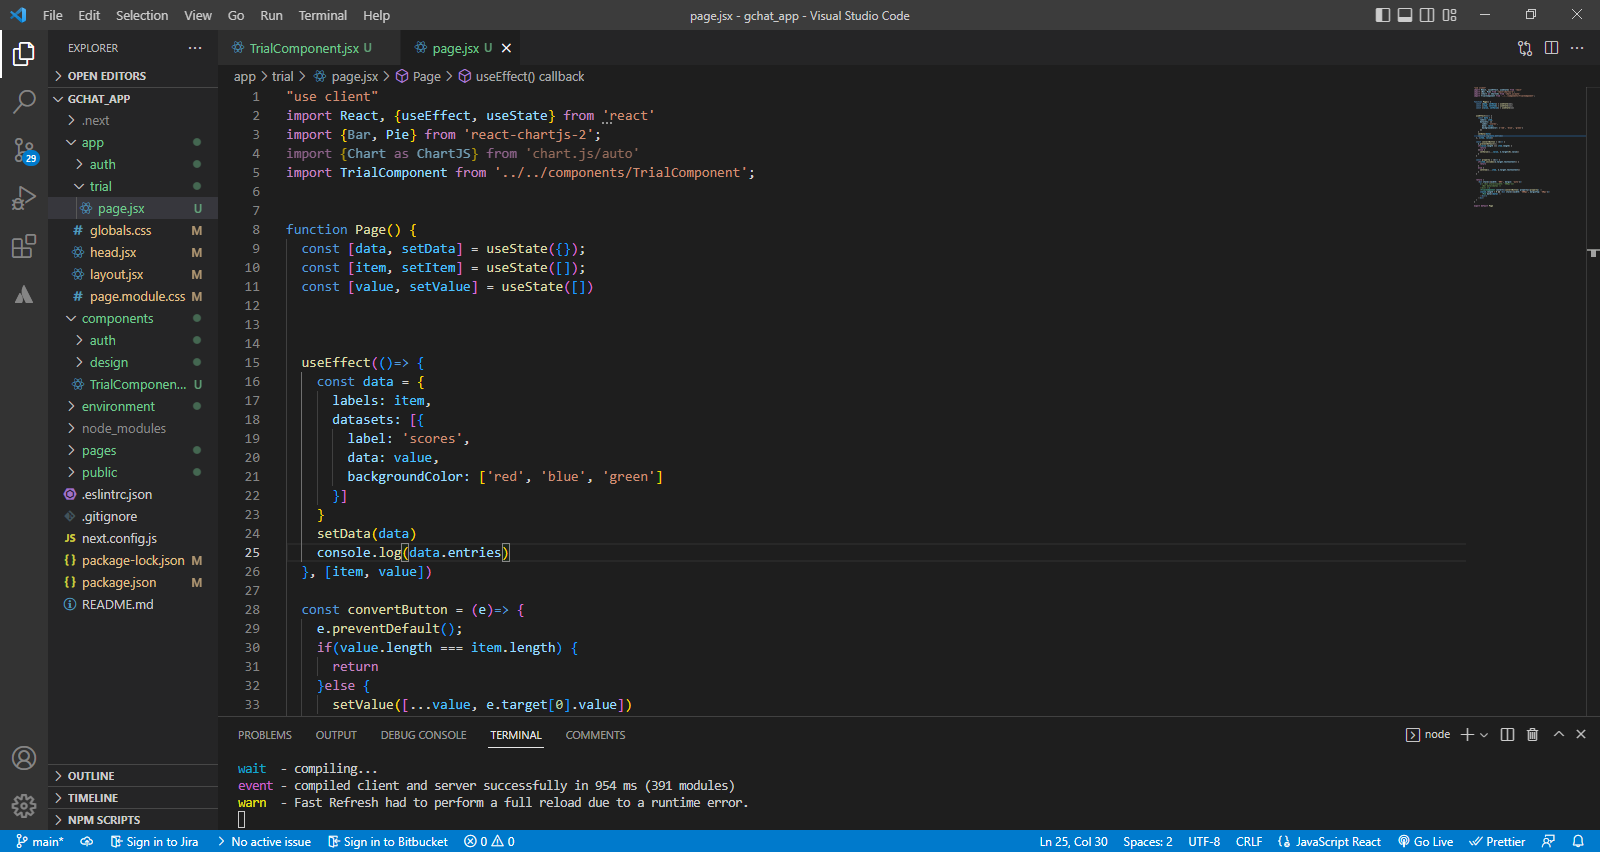 File Edit Selection View Go Run Terminal Help
page.jsx - gchat_app - Visual Studio Code
EXPLORER
OPEN EDITORS
GCHAT_APP
.next
app
auth
trial
page.jsx U
globals.css M
head.jsx M
layout.jsx M
page.module.css M
components
auth
design
TrialComponen... U
environment
node_modules
pages
public
.eslintrc.json
.gitignore
next.config.js
package-lock.json M
package.json M
README.md
OUTLINE
TIMELINE
NPM SCRIPTS
29
TrialComponent.jsx U page.jsx U
app > trial > page.jsx > Page > useEffect() callback
1 "use client"
2 import React, {useEffect, useState} from 'react'
3 import {Bar, Pie} from 'react-chartjs-2';
4 import {Chart as ChartJS} from 'chart.js/auto'
5 import TrialComponent from '../../components/TrialComponent';
6
7
8 function Page() {
9 const [data, setData] = useState({});
10 const [item, setItem] = useState([]);
11 const [value, setValue] = useState([])
12
13
14
15 useEffect(()=> {
16 const data = {
17 labels: item,
18 datasets: [{
19 label: 'scores',
20 data: value,
21 backgroundColor: ['red', 'blue', 'green']
22 }]
23 }
24 setData(data)
25 console.log(data.entries)
26 }, [item, value])
27
28 const convertButton = (e)=> {
29 e.preventDefault();
30 if(value.length === item.length) {
31 return
32 }else {
33 setValue([...value, e.target[0].value])
PROBLEMS OUTPUT DEBUG CONSOLE TERMINAL COMMENTS
node
wait - compiling...
event - compiled client and server successfully in 954 ms (391 modules)
warn - Fast Refresh had to perform a full reload due to a runtime error.
main* Sign in to Jira No active issue Sign in to Bitbucket 0 0
Ln 25, Col 30 Spaces: 2 UTF-8 CRLF JavaScript React Go Live Prettier